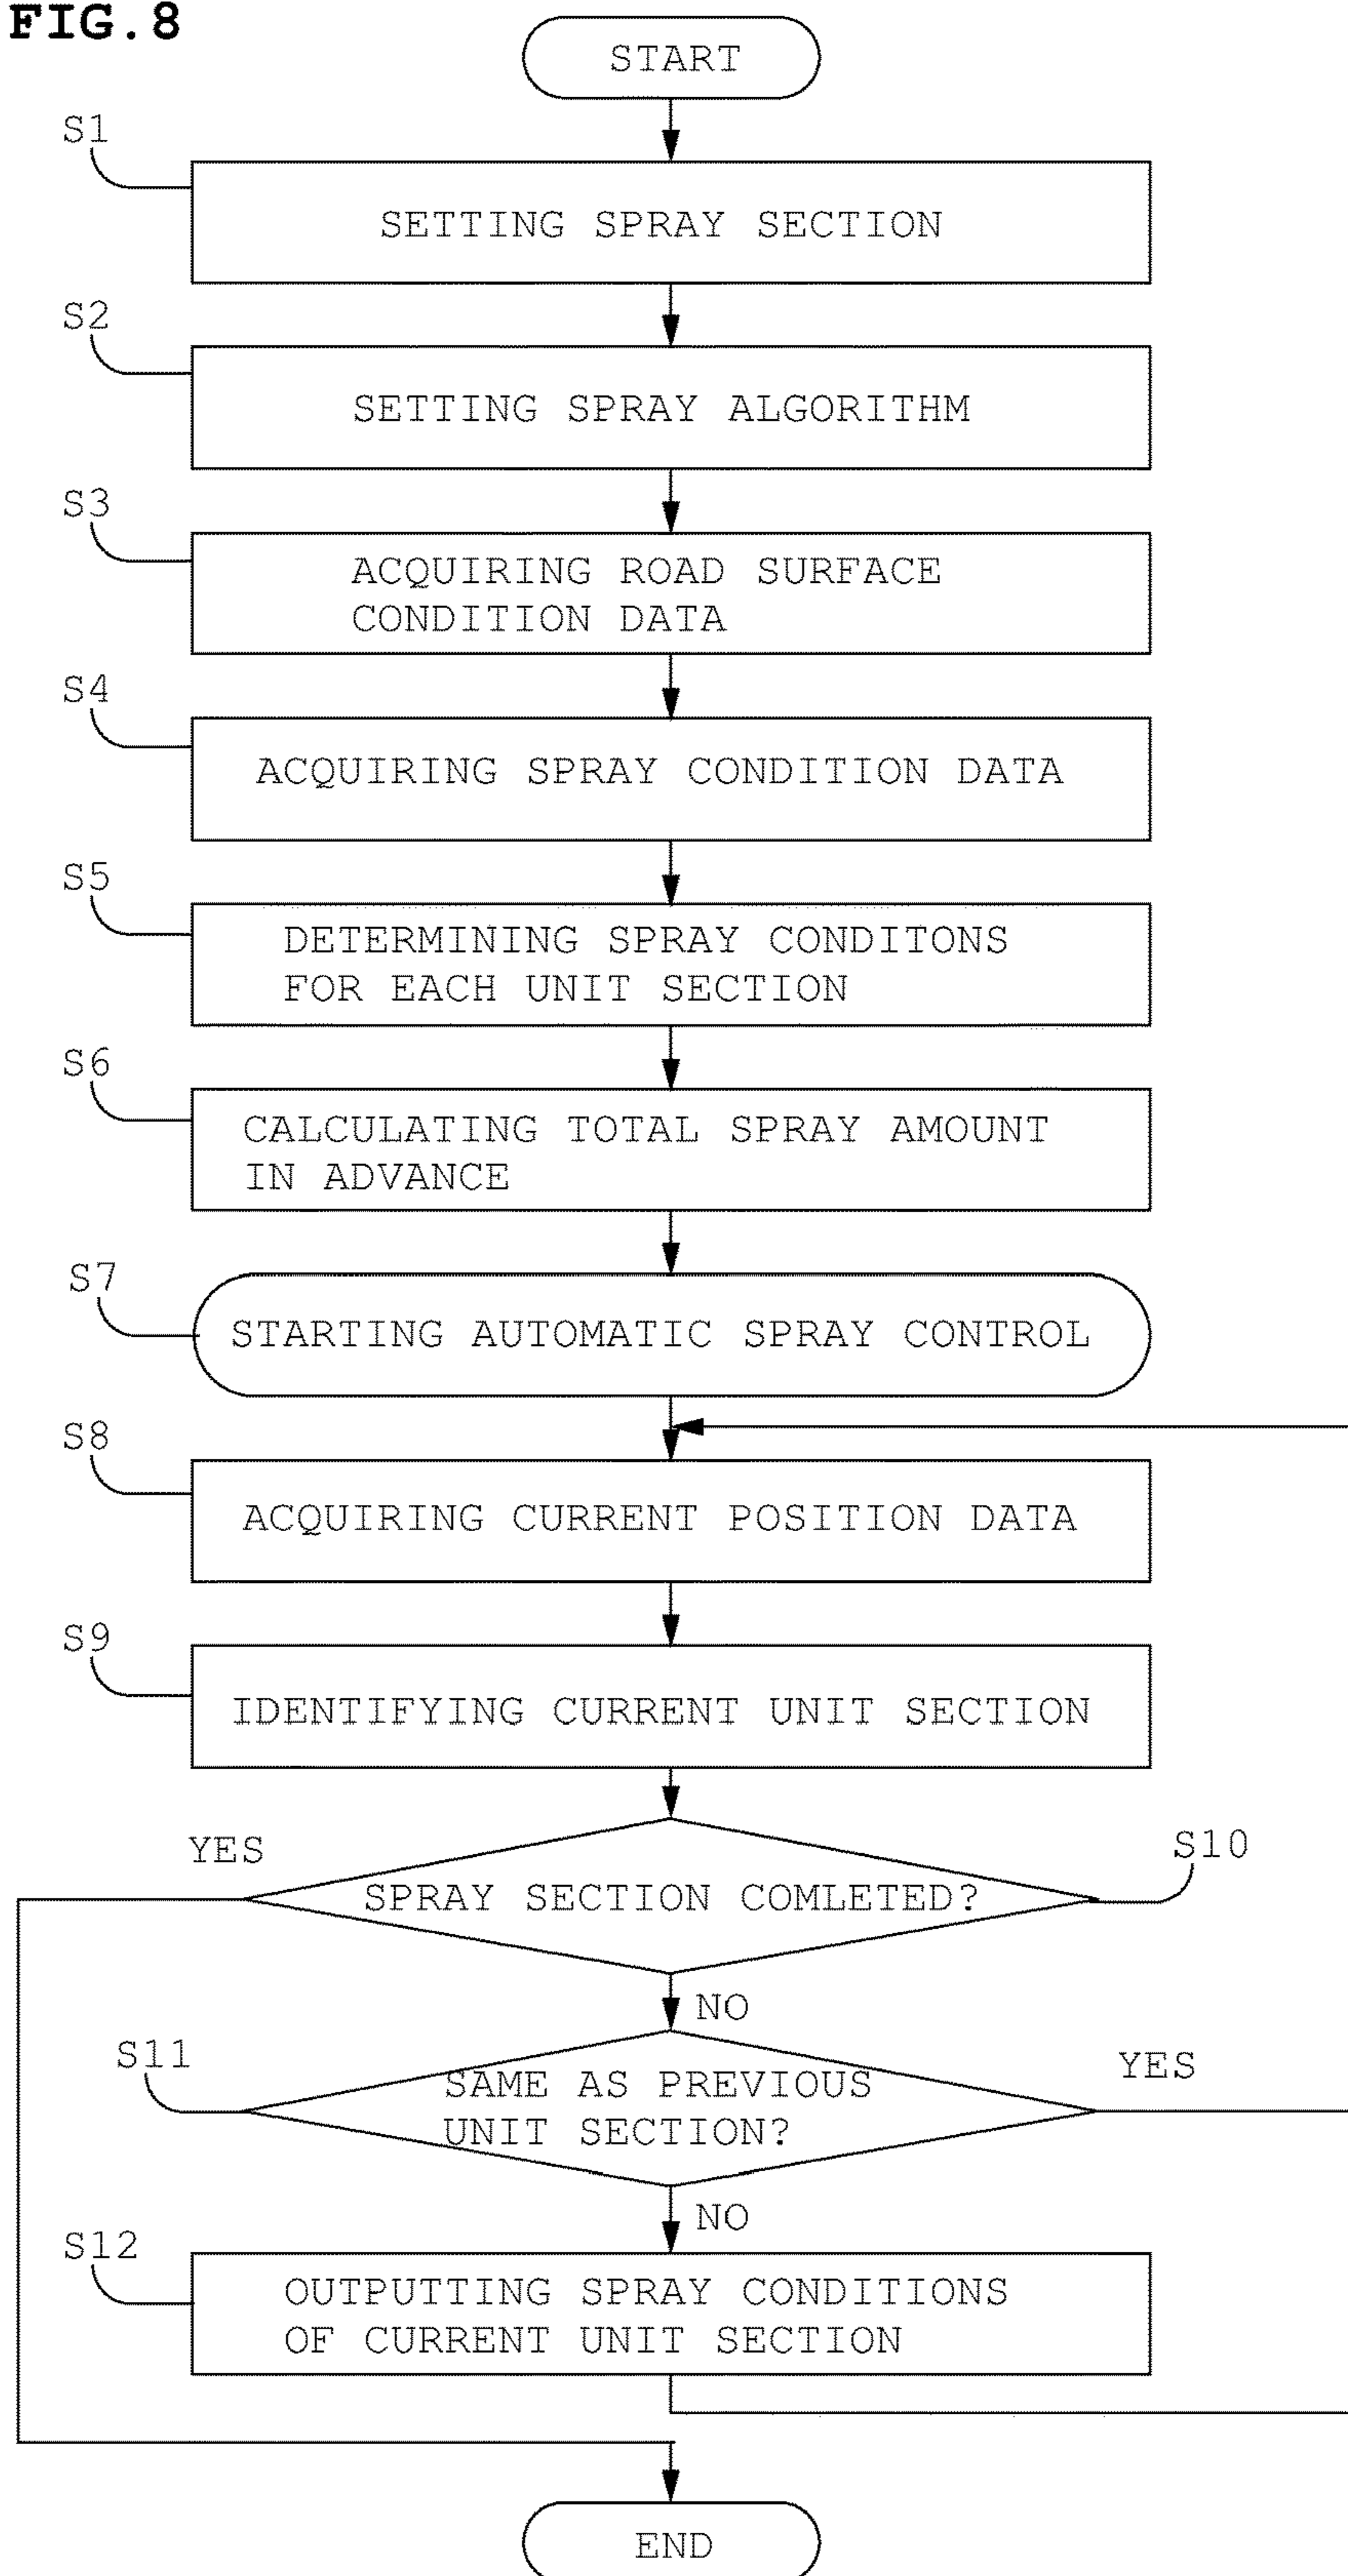 FIG.8
START
S1
SETTING SPRAY SECTION
S2
SETTING SPRAY ALGORITHM
S3
ACQUIRING ROAD SURFACE
CONDITION DATA
S4
ACQUIRING SPRAY CONDITION DATA
S5
DETERMINING SPRAY CONDITONS
FOR EACH UNIT SECTION
S6
CALCULATING TOTAL SPRAY AMOUNT
IN ADVANCE
S7
STARTING AUTOMATIC SPRAY CONTROL
S8
ACQUIRING CURRENT POSITION DATA
S9
IDENTIFYING CURRENT UNIT SECTION
YES
S10
SPRAY SECTION COMLETED?
NO
S11
YES
SAME AS PREVIOUS
UNIT SECTION?
NO
S12
OUTPUTTING SPRAY CONDITIONS
OF CURRENT UNIT SECTION
END